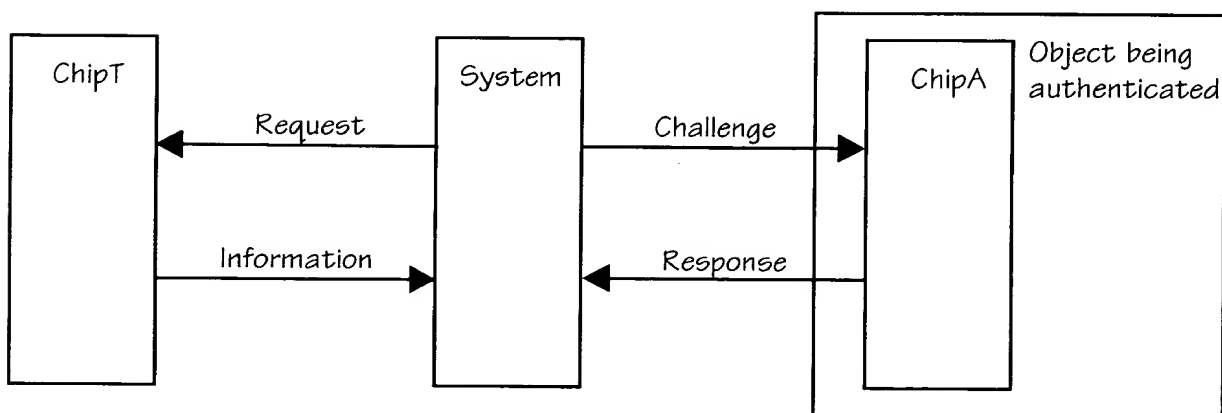 ChipT
System
ChipA
Object being
authenticated
Request
Challenge
Information
Response